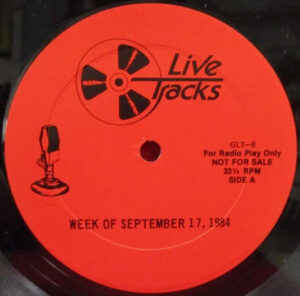 Live
Tracks
GLT-8
For Radio Play Only
NOT FOR SALE
33⅓ RPM
SIDE A
WEEK OF SEPTEMBER 17, 1984